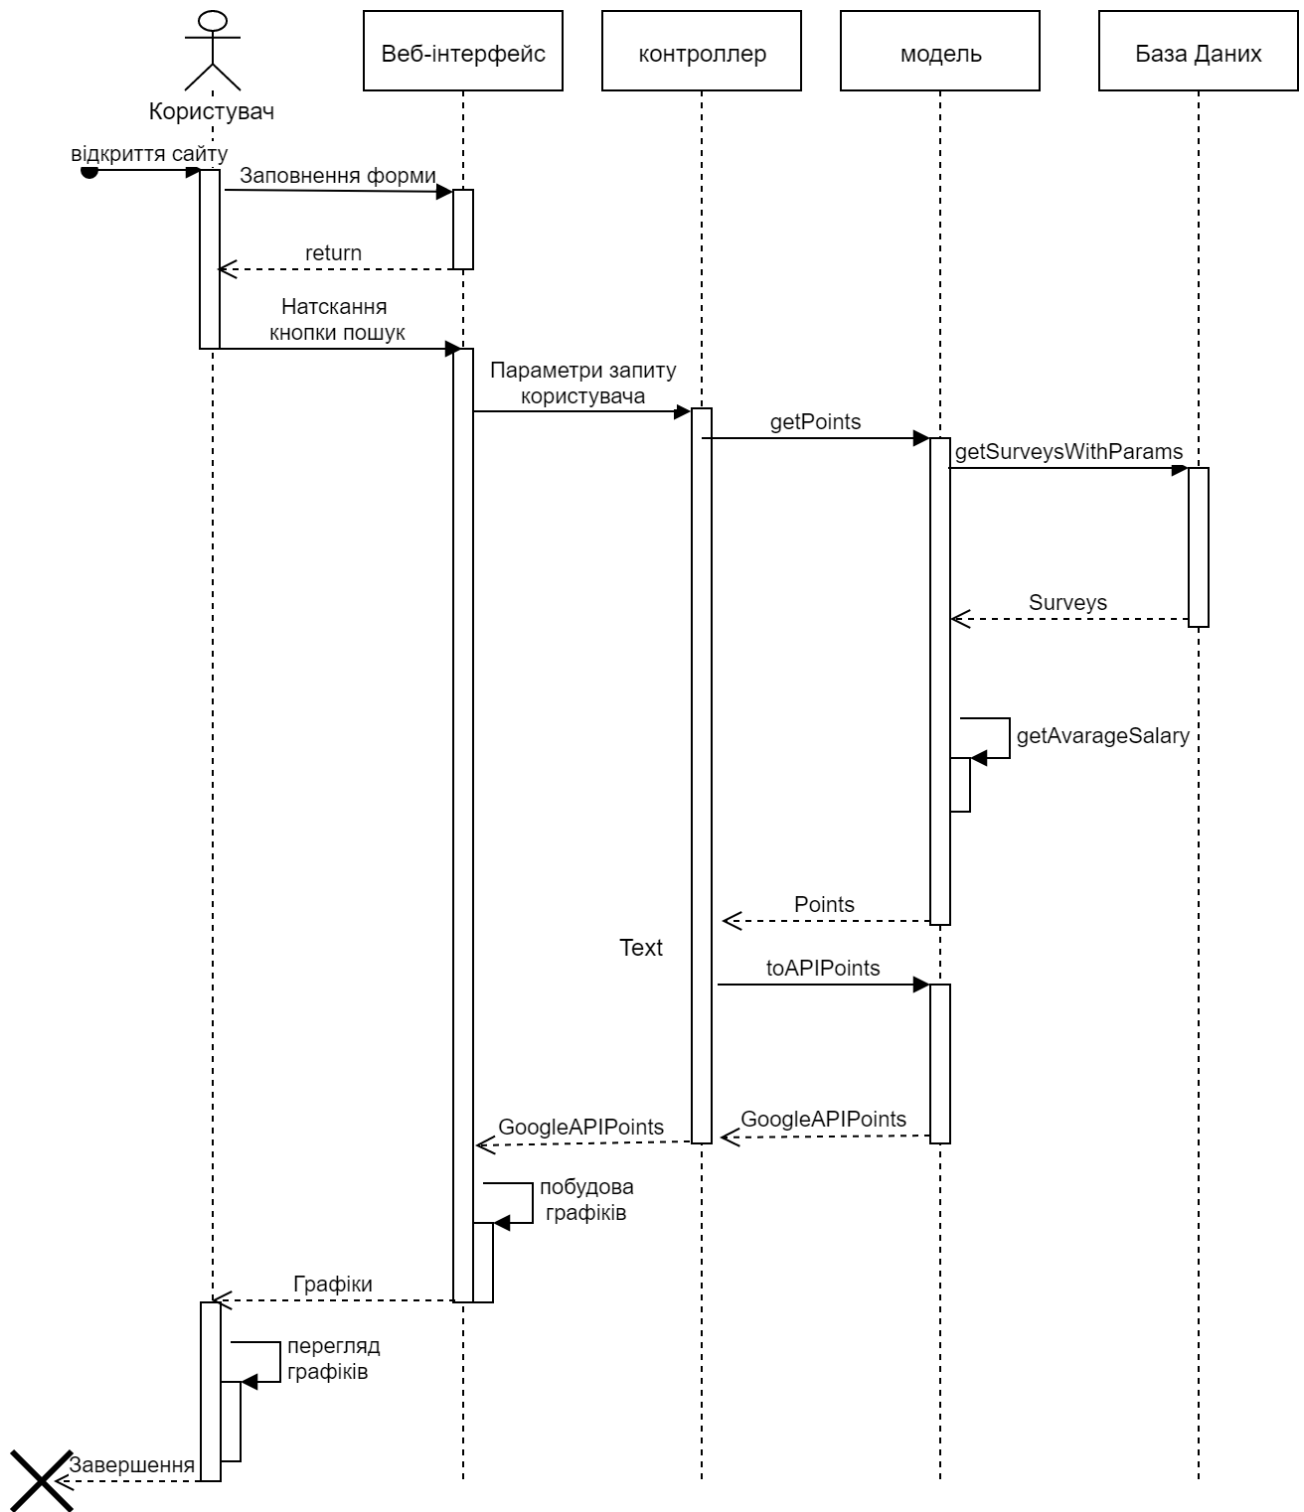 Веб-інтерфейс
контроллер
модель
База Даних
Користувач
відкриття сайту
Заповнення форми
return
Натскання
кнопки пошук
Параметри запиту
користувача
getPoints
getSurveysWithParams
Surveys
getAvarageSalary
Points
Text
toAPIPoints
GoogleAPIPoints
GoogleAPIPoints
побудова
графіків
Графіки
перегляд
графіків
Завершення